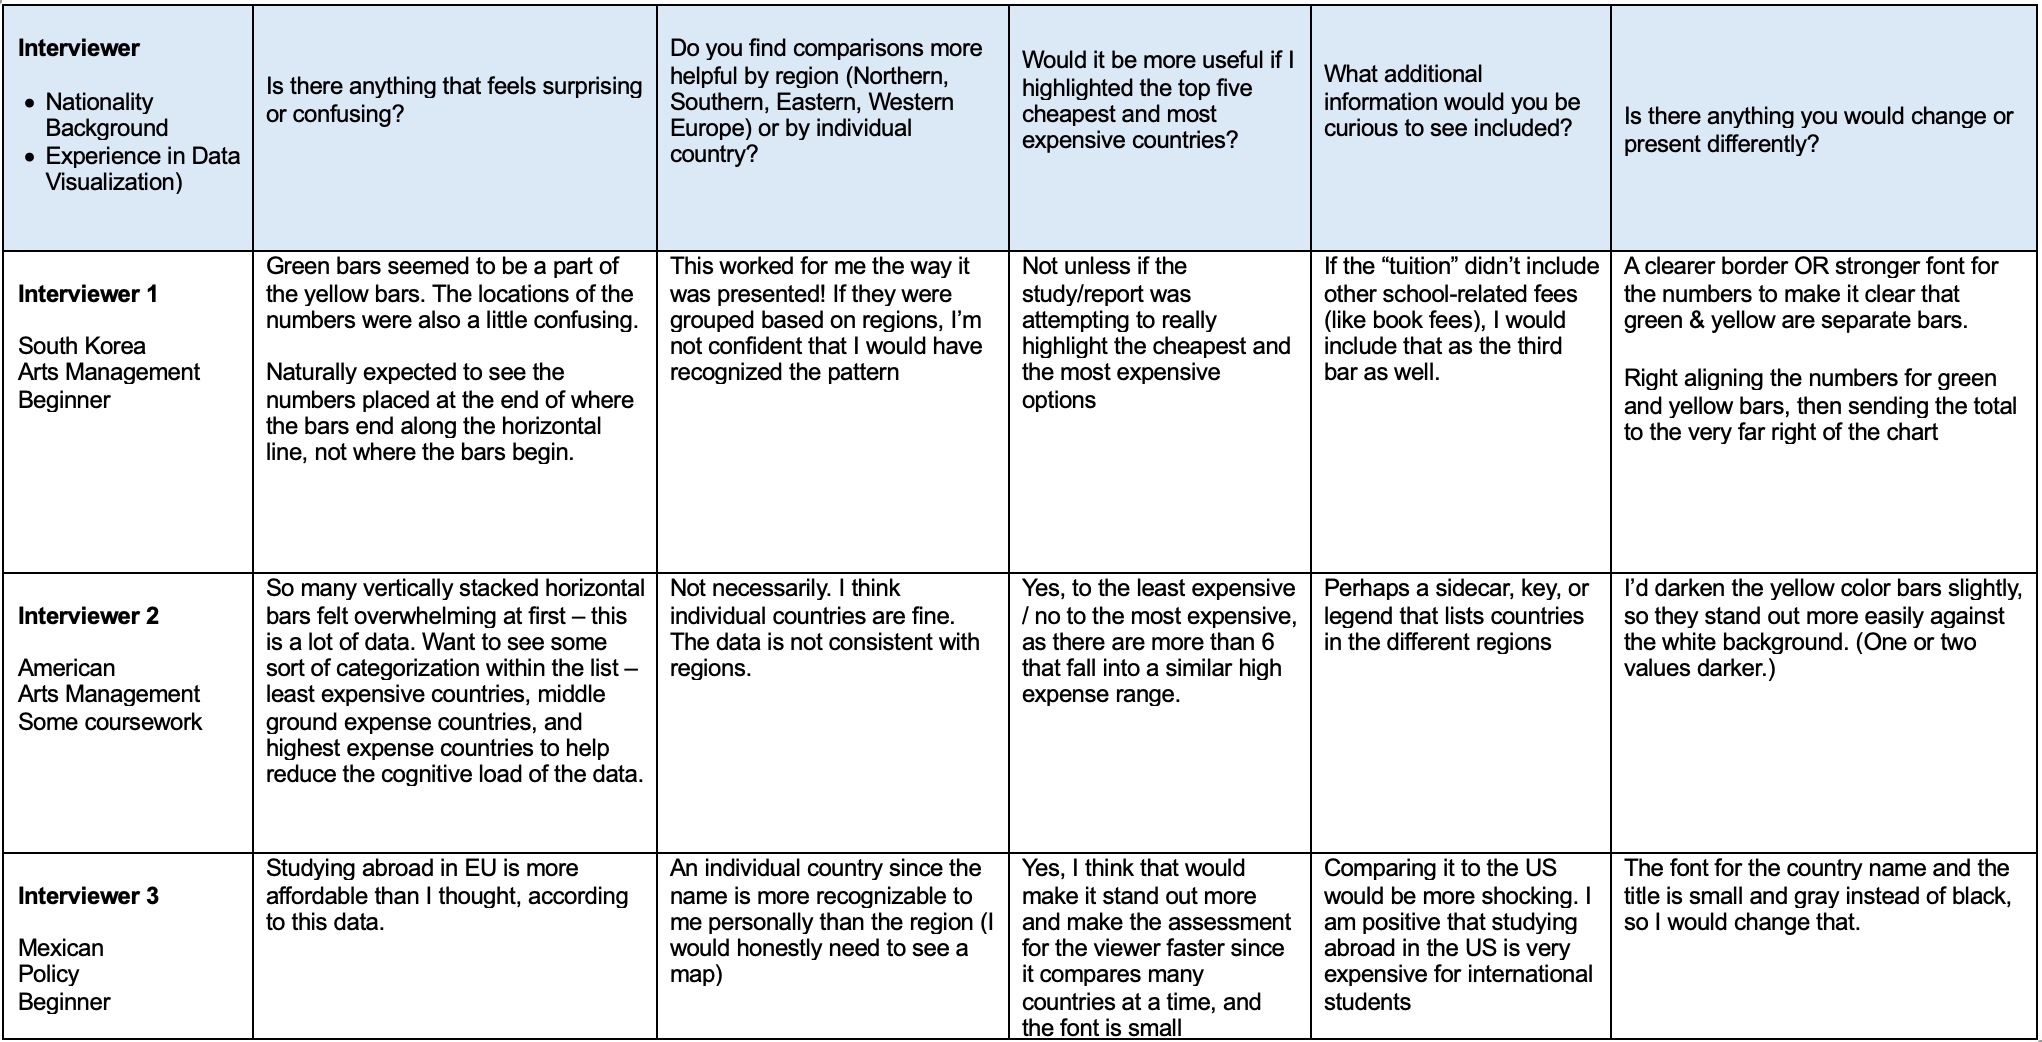 Interviewer
• Nationality
Background
• Experience in Data
Visualization)
Is there anything that feels surprising
or confusing?
Do you find comparisons more
helpful by region (Northern,
Southern, Eastern, Western
Europe) or by individual
country?
Would it be more useful if I
highlighted the top five
cheapest and most
expensive countries?
What additional
information would you be
curious to see included?
Is there anything you would change or
present differently?
Interviewer 1
South Korea
Arts Management
Beginner
Green bars seemed to be a part of
the yellow bars. The locations of the
numbers were also a little confusing.
Naturally expected to see the
numbers placed at the end of where
the bars end along the horizontal
line, not where the bars begin.
This worked for me the way it
was presented! If they were
grouped based on regions, I’m
not confident that I would have
recognized the pattern
Not unless if the
study/report was
attempting to really
highlight the cheapest and
the most expensive
options
If the “tuition” didn’t include
other school-related fees
(like book fees), I would
include that as the third
bar as well.
A clearer border OR stronger font for
the numbers to make it clear that
green & yellow are separate bars.
Right aligning the numbers for green
and yellow bars, then sending the total
to the very far right of the chart
Interviewer 2
American
Arts Management
Some coursework
So many vertically stacked horizontal
bars felt overwhelming at first – this
is a lot of data. Want to see some
sort of categorization within the list –
least expensive countries, middle
ground expense countries, and
highest expense countries to help
reduce the cognitive load of the data.
Not necessarily. I think
individual countries are fine.
The data is not consistent with
regions.
Yes, to the least expensive
/ no to the most expensive,
as there are more than 6
that fall into a similar high
expense range.
Perhaps a sidecar, key, or
legend that lists countries
in the different regions
I’d darken the yellow color bars slightly,
so they stand out more easily against
the white background. (One or two
values darker.)
Interviewer 3
Mexican
Policy
Beginner
Studying abroad in EU is more
affordable than I thought, according
to this data.
An individual country since the
name is more recognizable to
me personally than the region (I
would honestly need to see a
map)
Yes, I think that would
make it stand out more
and make the assessment
for the viewer faster since
it compares many
countries at a time, and
the font is small
Comparing it to the US
would be more shocking. I
am positive that studying
abroad in the US is very
expensive for international
students
The font for the country name and the
title is small and gray instead of black,
so I would change that.